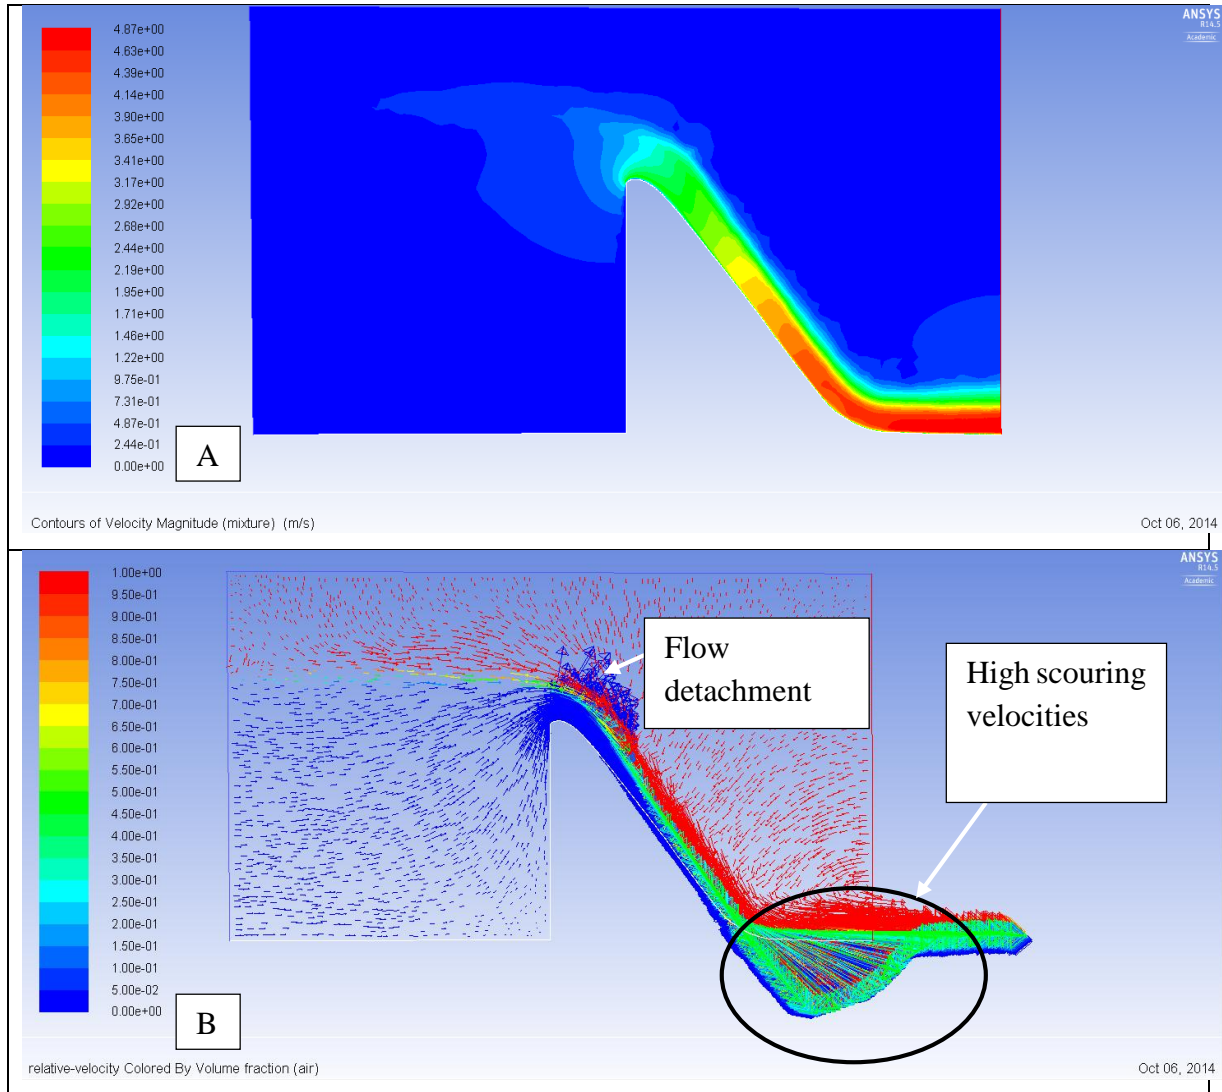 ANSYS
R14.5
Academic
4.87e+00
4.63e+00
4.39e+00
4.14e+00
3.90e+00
3.65e+00
3.41e+00
3.17e+00
2.92e+00
2.68e+00
2.44e+00
2.19e+00
1.95e+00
1.71e+00
1.46e+00
1.22e+00
9.75e-01
7.31e-01
4.87e-01
2.44e-01
0.00e+00
A
Contours of Velocity Magnitude (mixture) (m/s)
Oct 06, 2014
ANSYS
R14.5
Academic
1.00e+00
9.50e-01
9.00e-01
8.50e-01
8.00e-01
7.50e-01
7.00e-01
6.50e-01
6.00e-01
5.50e-01
5.00e-01
4.50e-01
4.00e-01
3.50e-01
3.00e-01
2.50e-01
2.00e-01
1.50e-01
1.00e-01
5.00e-02
0.00e+00
Flow
detachment
High scouring
velocities
B
relative-velocity Colored By Volume fraction (air)
Oct 06, 2014